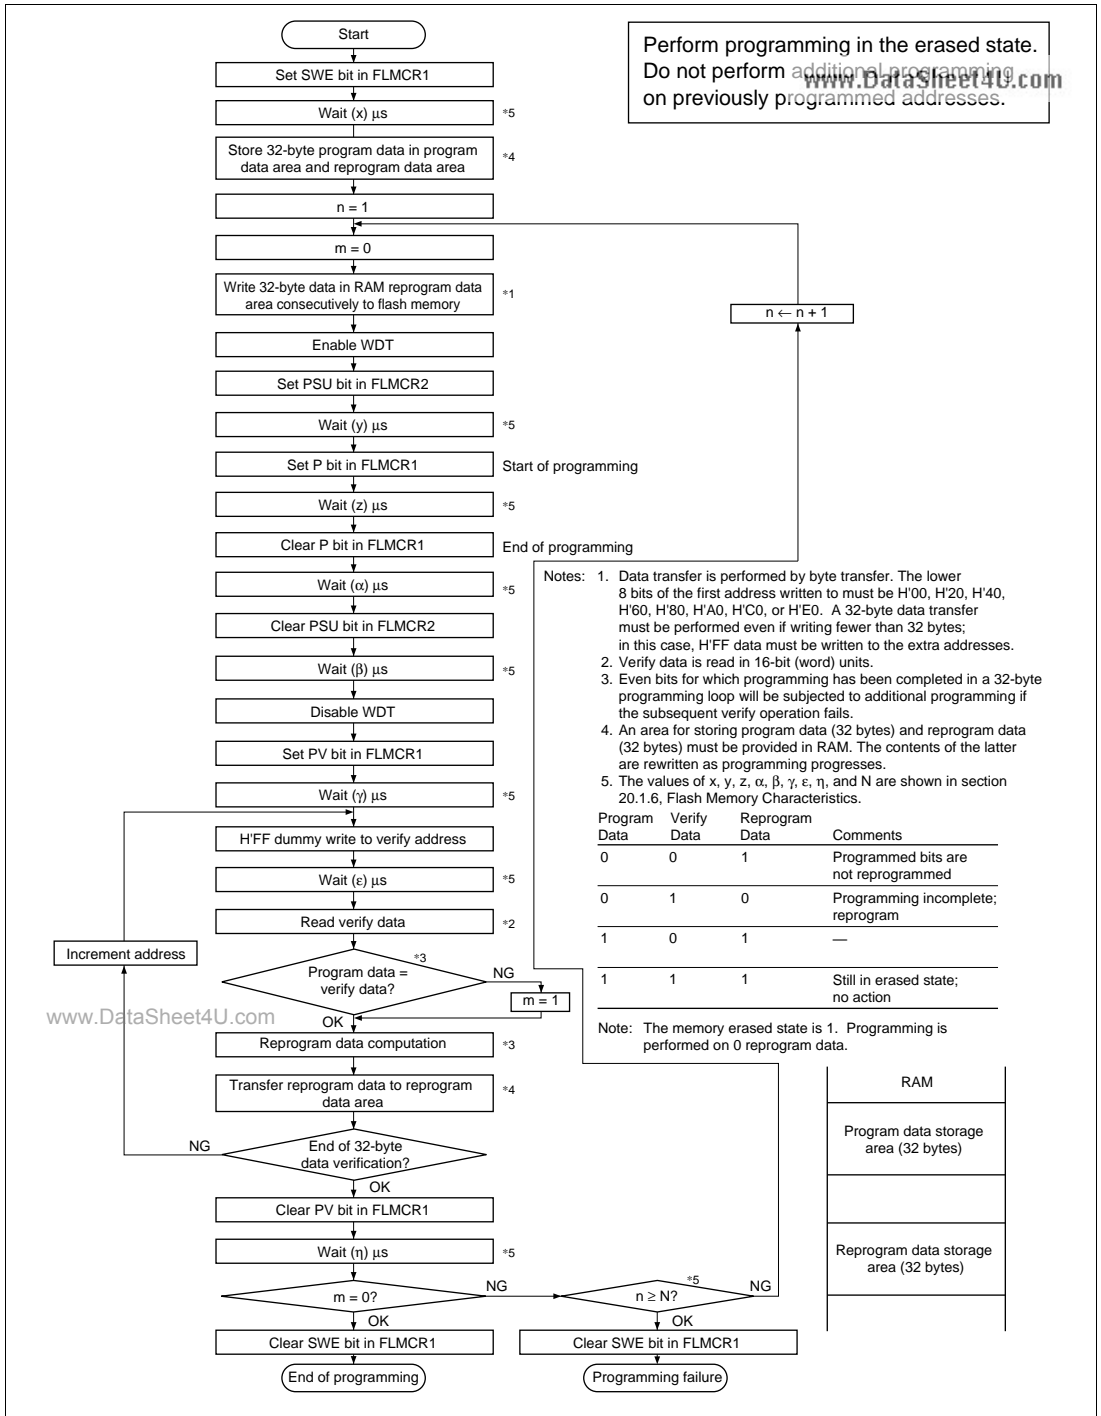 Start
Perform programming in the erased state.
Do not perform additional programming
on previously programmed addresses.
www.DataSheet4U.com
Set SWE bit in FLMCR1
Wait (x) μs
*5
Store 32-byte program data in program
data area and reprogram data area
*4
n = 1
m = 0
Write 32-byte data in RAM reprogram data
area consecutively to flash memory
*1
n ← n + 1
Enable WDT
Set PSU bit in FLMCR2
Wait (y) μs
*5
Set P bit in FLMCR1
Start of programming
Wait (z) μs
*5
Clear P bit in FLMCR1
End of programming
Wait (α) μs
*5
Clear PSU bit in FLMCR2
Wait (β) μs
*5
Disable WDT
Set PV bit in FLMCR1
Wait (γ) μs
*5
H'FF dummy write to verify address
Wait (ε) μs
*5
Read verify data
*2
Increment address
*3
Program data =
verify data?
NG
m = 1
OK
www.DataSheet4U.com
Reprogram data computation
*3
Transfer reprogram data to reprogram
data area
*4
NG
End of 32-byte
data verification?
OK
Clear PV bit in FLMCR1
Wait (η) μs
*5
m = 0?
NG
*5
n ≥ N?
NG
OK
OK
Clear SWE bit in FLMCR1
Clear SWE bit in FLMCR1
End of programming
Programming failure
Notes: 1. Data transfer is performed by byte transfer. The lower
8 bits of the first address written to must be H'00, H'20, H'40,
H'60, H'80, H'A0, H'C0, or H'E0. A 32-byte data transfer
must be performed even if writing fewer than 32 bytes;
in this case, H'FF data must be written to the extra addresses.
2. Verify data is read in 16-bit (word) units.
3. Even bits for which programming has been completed in a 32-byte
programming loop will be subjected to additional programming if
the subsequent verify operation fails.
4. An area for storing program data (32 bytes) and reprogram data
(32 bytes) must be provided in RAM. The contents of the latter
are rewritten as programming progresses.
5. The values of x, y, z, α, β, γ, ε, η, and N are shown in section
20.1.6, Flash Memory Characteristics.
Program Verify Reprogram
Data Data Data Comments
0 0 1 Programmed bits are
not reprogrammed
0 1 0 Programming incomplete;
reprogram
1 0 1 —
1 1 1 Still in erased state;
no action
Note: The memory erased state is 1. Programming is
performed on 0 reprogram data.
RAM
Program data storage
area (32 bytes)
Reprogram data storage
area (32 bytes)